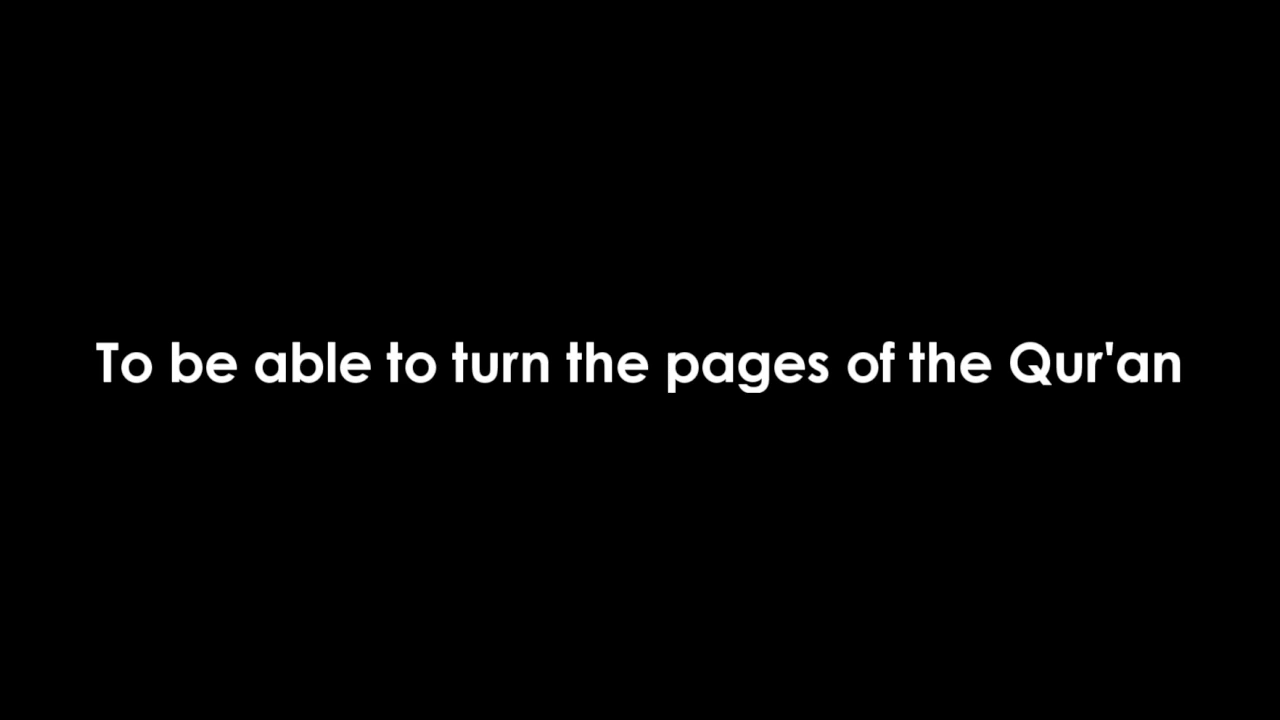 To be able to turn the pages of the Qur'an